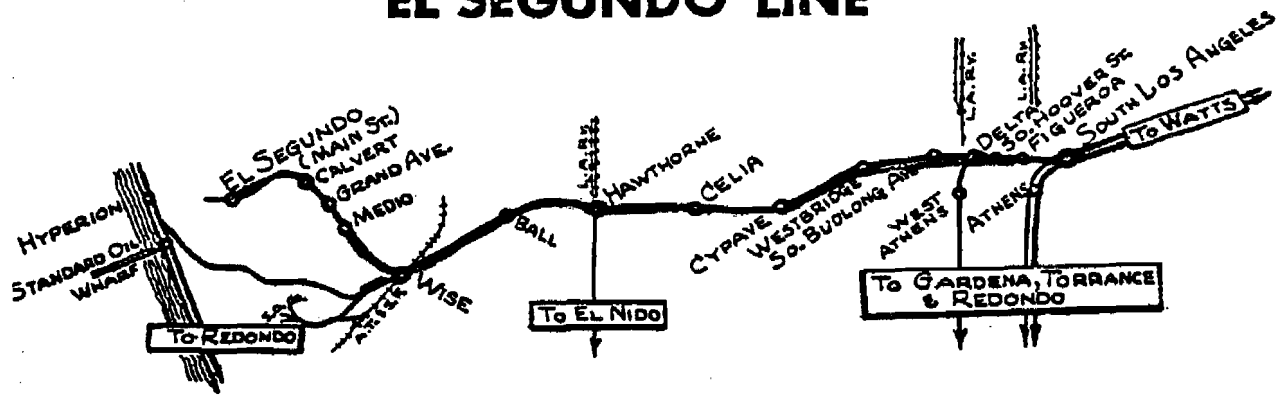 EL SEGUNDO LINE
EL SEGUNDO
(MAIN ST.)
CALVERT
GRAND AVE.
MEDIO
HYPERION
STANDARD OIL
WHARF
TO REDONDO
A.T.&S.F.
WISE
BALL
L.A.RY.
HAWTHORNE
TO EL NIDO
CELIA
CYPAVE
WESTBRIDGE
SO. BUDLONG AV.
L.A.RY.
WEST
ATHENS
DELTA
SO. HOOVER ST.
FIGUEROA
L.A.RY.
ATHENS
SOUTH LOS ANGELES
TO WATTS
TO GARDENA, TORRANCE
& REDONDO